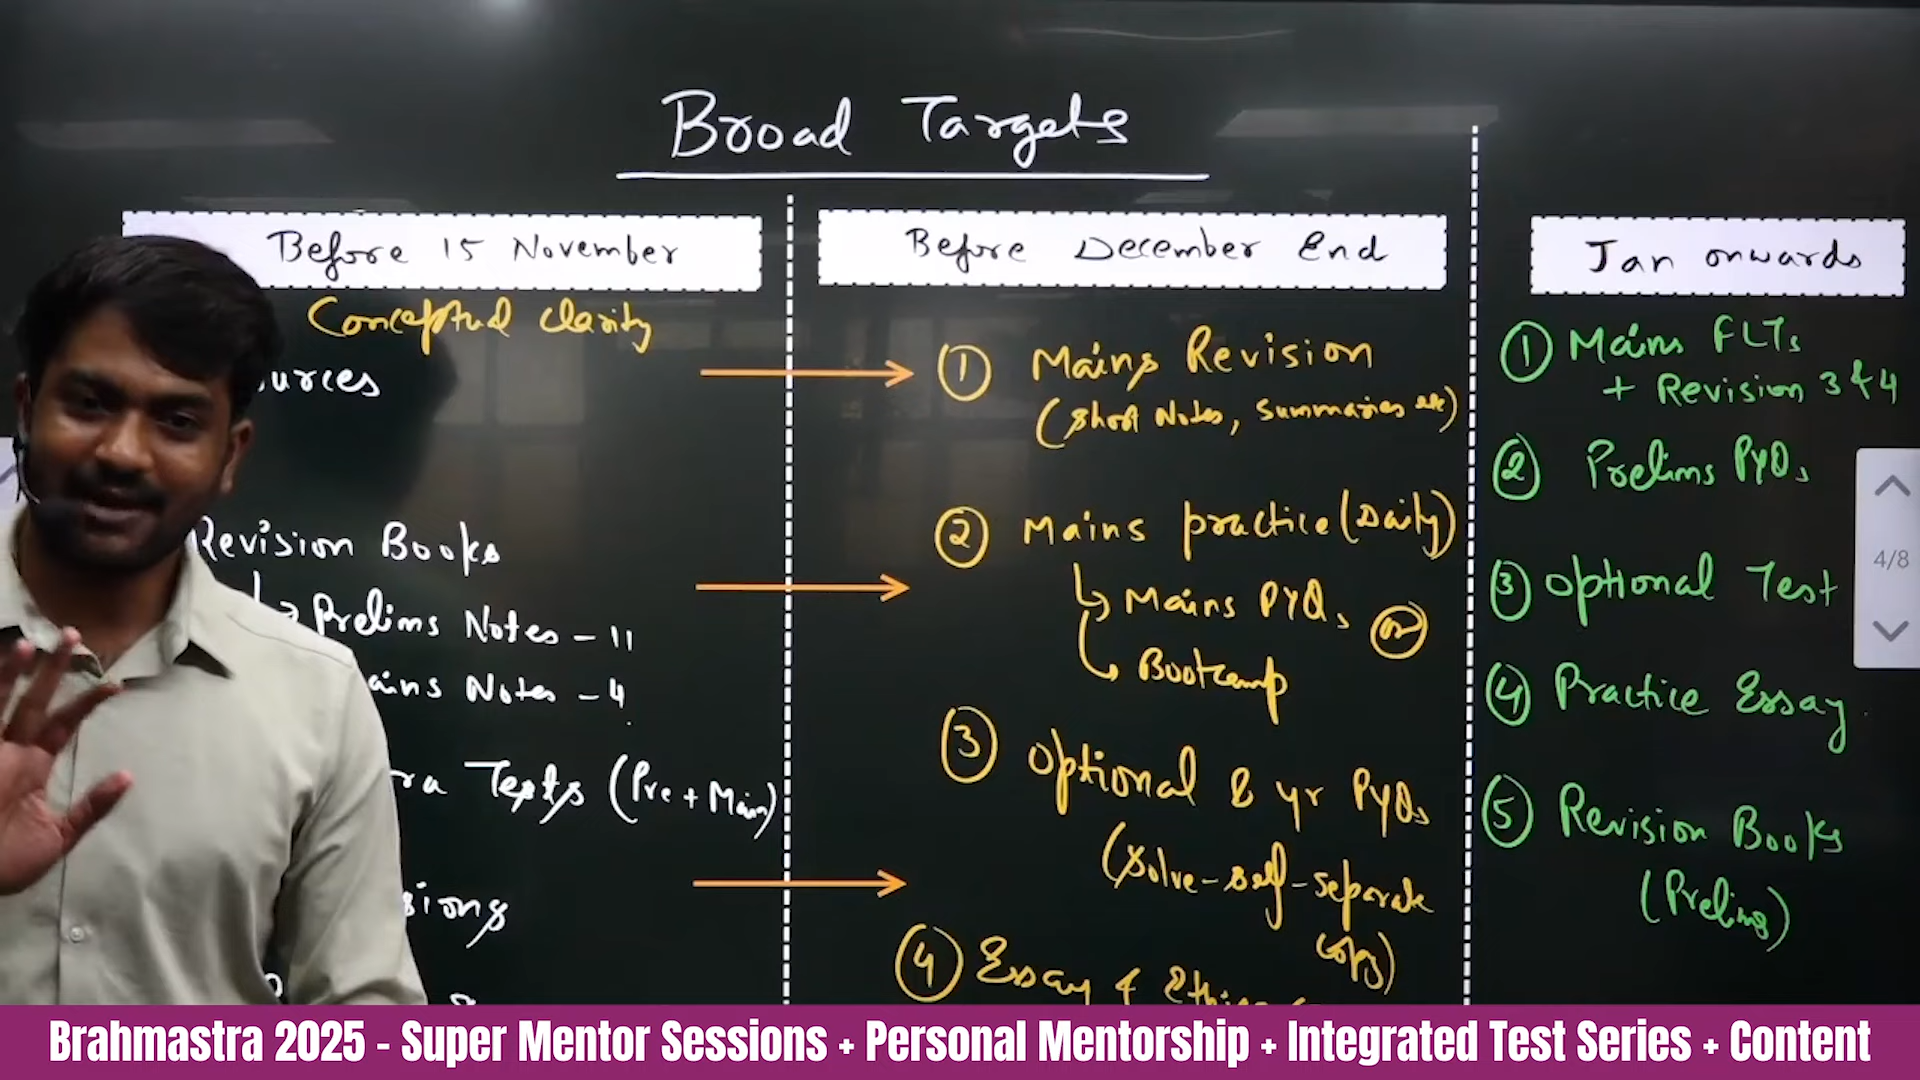 Broad Targets
Before 15 November
Conceptual clarity
urces
Revision Books
Prelims Notes - 11
ains Notes - 4
ra Tests (Pre + Main)
sions
Before December End
① Mains Revision
(Short Notes, Summaries etc)
② Mains practice (Daily)
Mains PYQs or
Bootcamp
③ Optional 8 yr PYQs
(Solve-self-separate
copy)
④ Essay & Ethics
Jan onwards
① Mains FLTs
+ Revision 3 & 4
② Prelims PYQs
③ Optional Test
④ Practice Essay
⑤ Revision Books
(Prelims)
4/8
Brahmastra 2025 - Super Mentor Sessions + Personal Mentorship + Integrated Test Series + Content